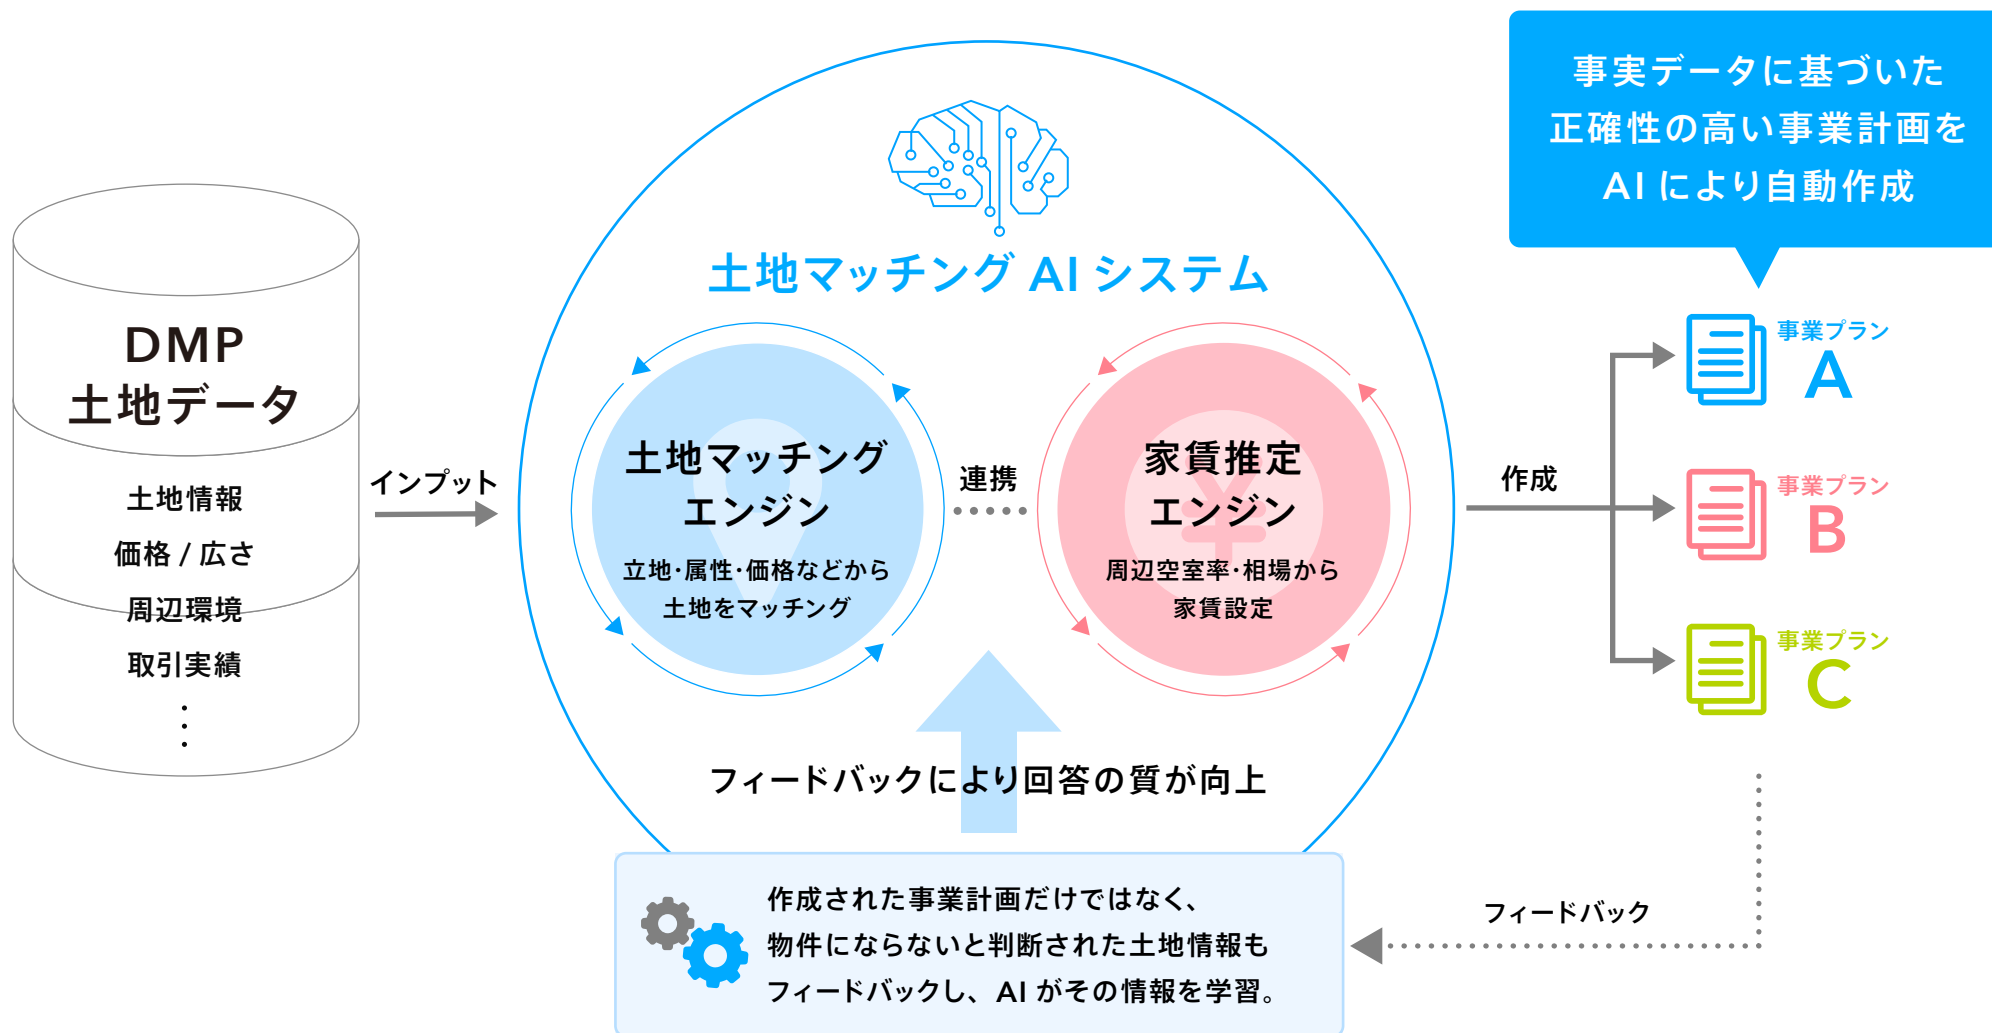 DMP
土地データ
土地情報
価格 / 広さ
周辺環境
取引実績
インプット
土地マッチング AI システム
土地マッチング
エンジン
立地・属性・価格などから
土地をマッチング
連携
家賃推定
エンジン
周辺空室率・相場から
家賃設定
フィードバックにより回答の質が向上
作成された事業計画だけではなく、
物件にならないと判断された土地情報も
フィードバックし、AI がその情報を学習。
作成
事実データに基づいた
正確性の高い事業計画を
AI により自動作成
事業プラン
A
事業プラン
B
事業プラン
C
フィードバック